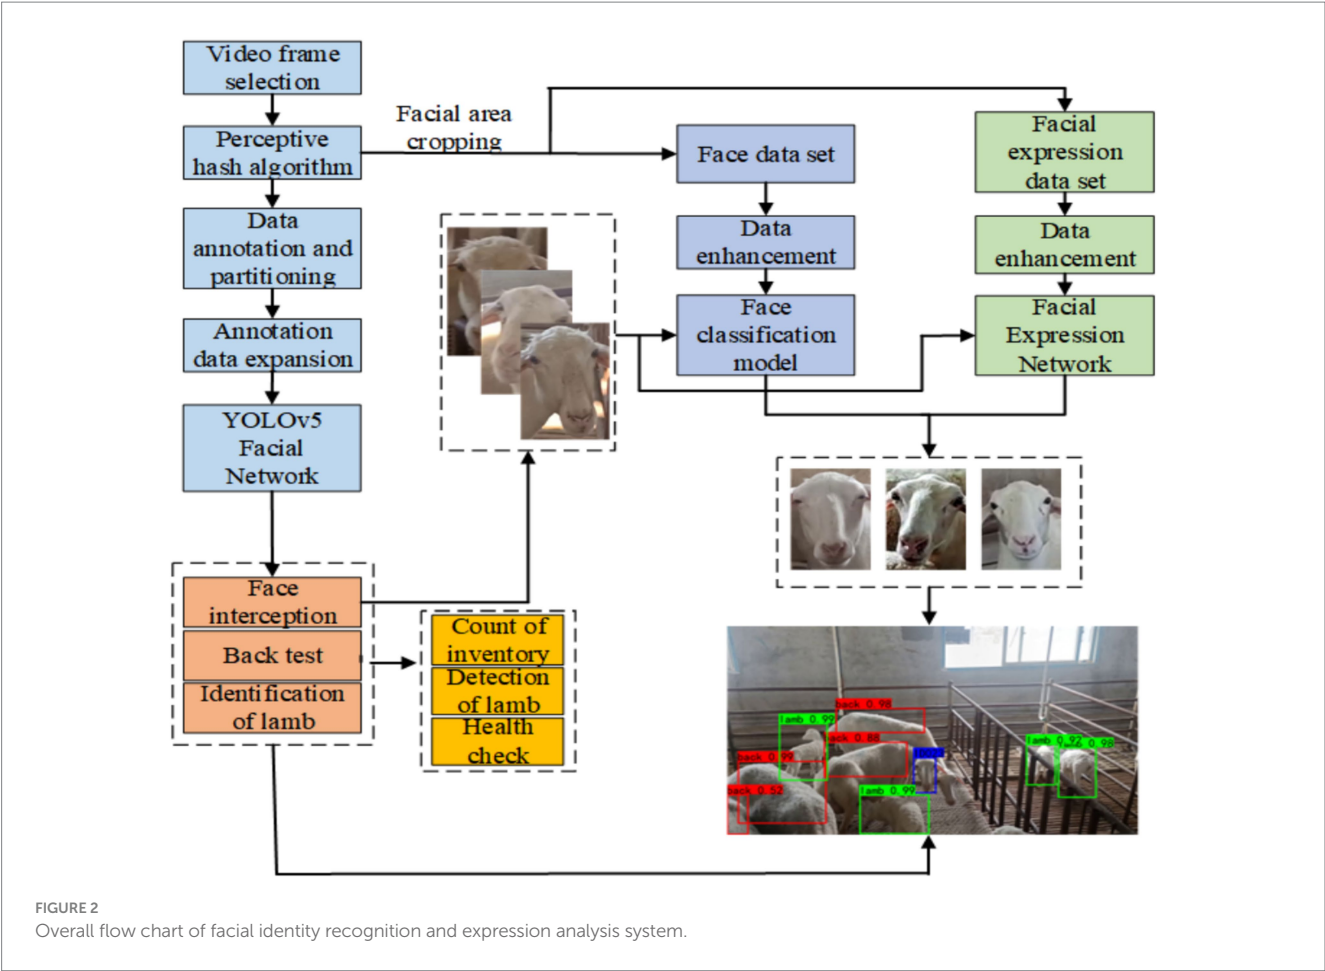 Video frame
selection
Perceptive
hash algorithm
Data
annotation and
partitioning
Annotation
data expansion
YOLOv5
Facial
Network
Face
interception
Back test
Identification
of lamb
Count of
inventory
Detection
of lamb
Health
check
Facial area
cropping
Face data set
Data
enhancement
Face
classification
model
Facial
expression
data set
Data
enhancement
Facial
Expression
Network
back 0.98
lamb 0.99
back 0.88
back 0.99
back 0.52
lamb 0.99
lamb 0.92
0.98
FIGURE 2
Overall flow chart of facial identity recognition and expression analysis system.